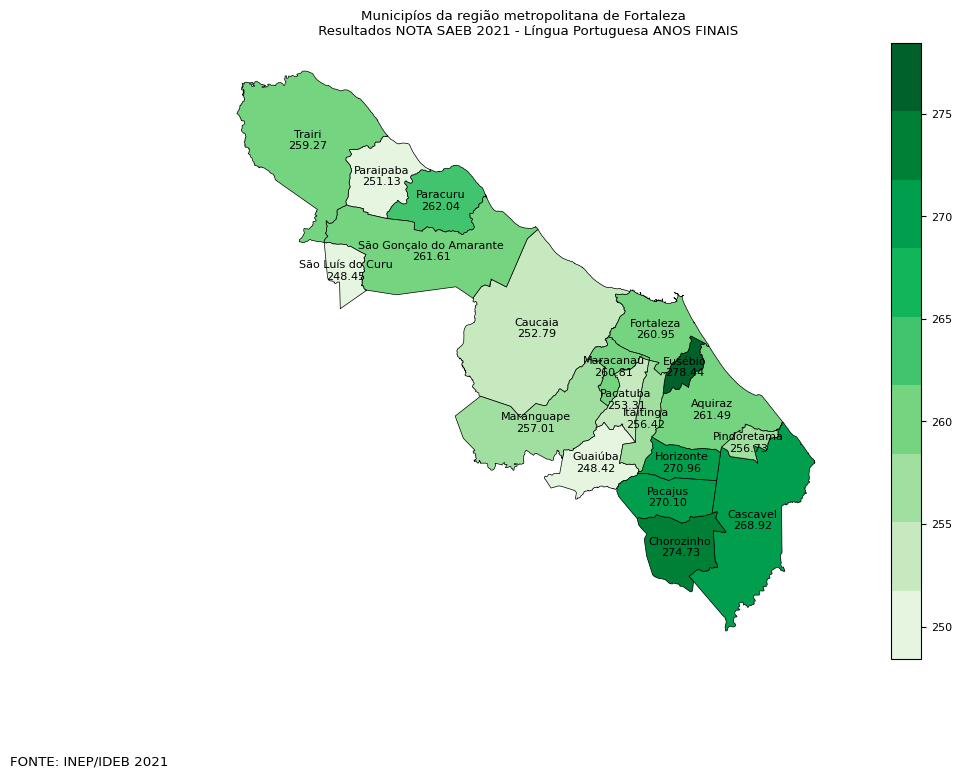 Municipíos da região metropolitana de Fortaleza
Resultados NOTA SAEB 2021 - Língua Portuguesa ANOS FINAIS
Trairi
259.27
Paraipaba
251.13
Paracuru
262.04
São Gonçalo do Amarante
261.61
São Luís do Curu
248.45
Caucaia
252.79
Fortaleza
260.95
Maracanaú
260.81
Eusébio
278.44
Pacatuba
253.31
Itaitinga
256.42
Aquiraz
261.49
Maranguape
257.01
Pindoretama
256.73
Guaiúba
248.42
Horizonte
270.96
Pacajus
270.10
Cascavel
268.92
Chorozinho
274.73
275
270
265
260
255
250
FONTE: INEP/IDEB 2021